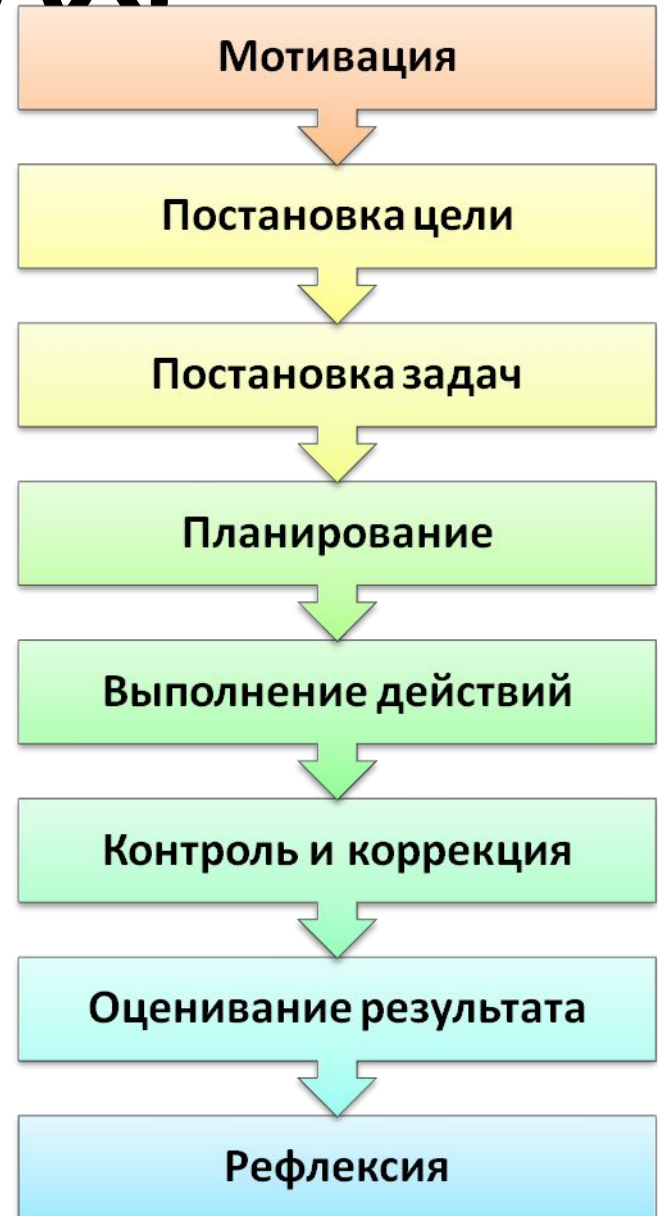 Мотивация
Постановка цели
Постановка задач
Планирование
Выполнение действий
Контроль и коррекция
Оценивание результата
Рефлексия